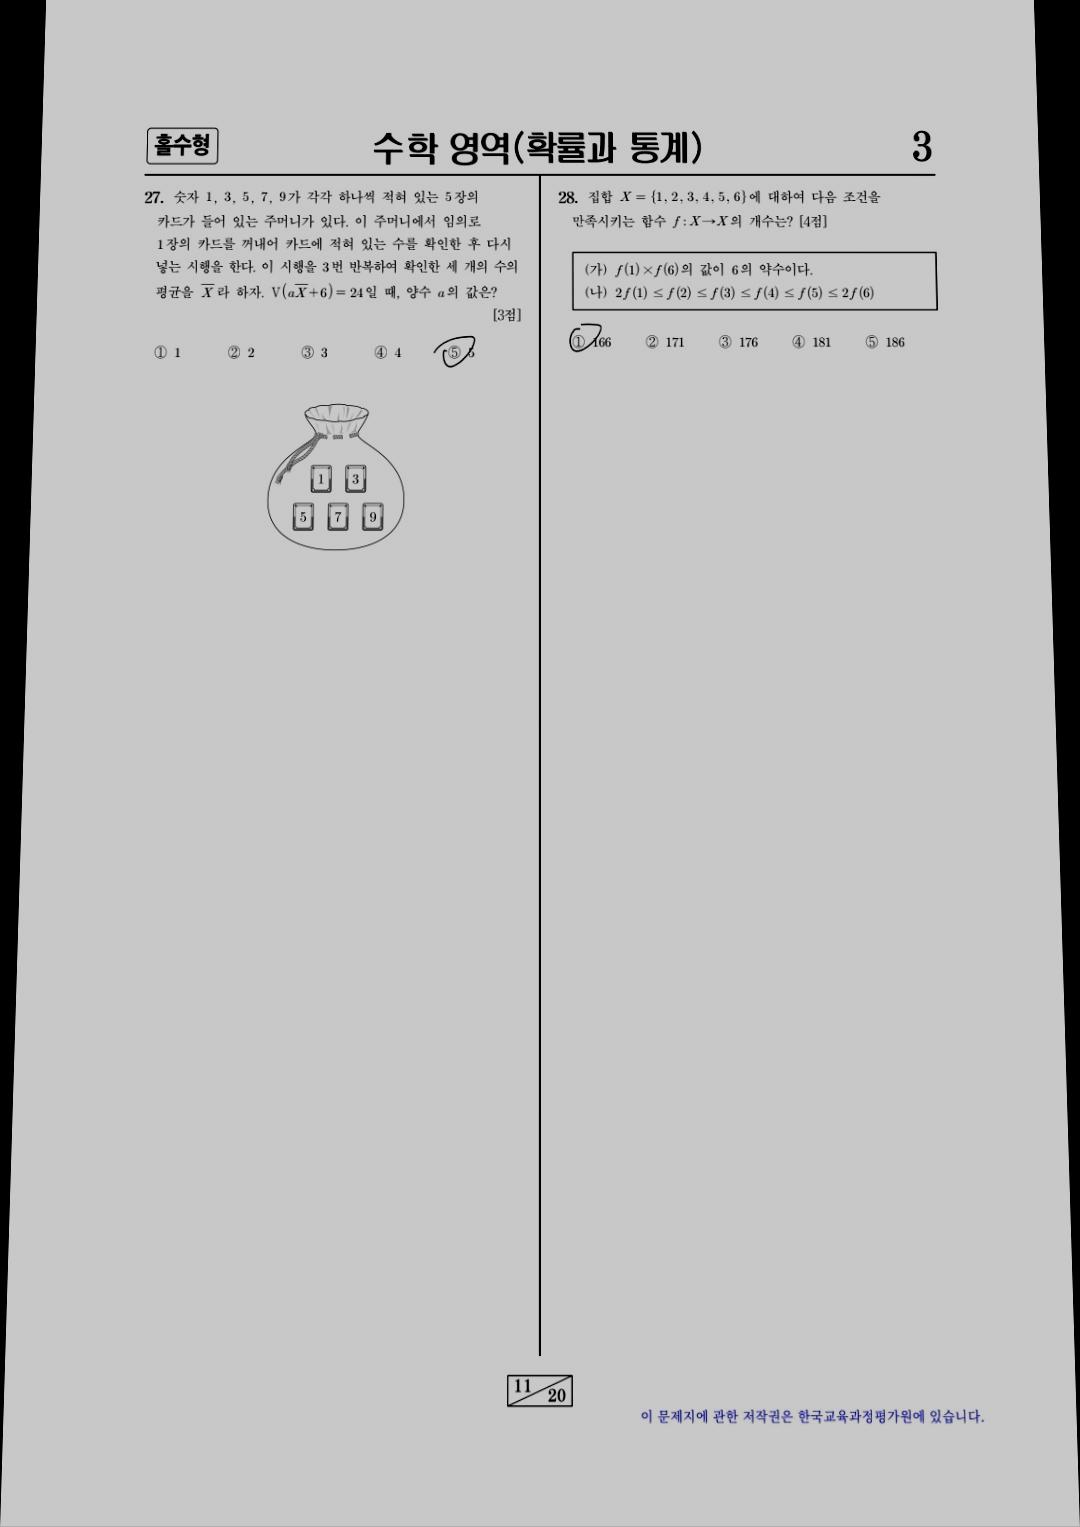 홀수형
수학 영역(확률과 통계)
3
27. 숫자 1, 3, 5, 7, 9가 각각 하나씩 적혀 있는 5장의
카드가 들어 있는 주머니가 있다. 이 주머니에서 임의로
1장의 카드를 꺼내어 카드에 적혀 있는 수를 확인한 후 다시
넣는 시행을 한다. 이 시행을 3번 반복하여 확인한 세 개의 수의
평균을 X̄라 하자. V(aX̄+6)=24일 때, 양수 a의 값은?
[3점]
① 1 ② 2 ③ 3 ④ 4 ⑤ 5
1 3
5 7 9
28. 집합 X={1, 2, 3, 4, 5, 6}에 대하여 다음 조건을
만족시키는 함수 f : X→X의 개수는? [4점]
(가) f(1)×f(6)의 값이 6의 약수이다.
(나) 2f(1)≤f(2)≤f(3)≤f(4)≤f(5)≤2f(6)
① 166 ② 171 ③ 176 ④ 181 ⑤ 186
11
20
이 문제지에 관한 저작권은 한국교육과정평가원에 있습니다.